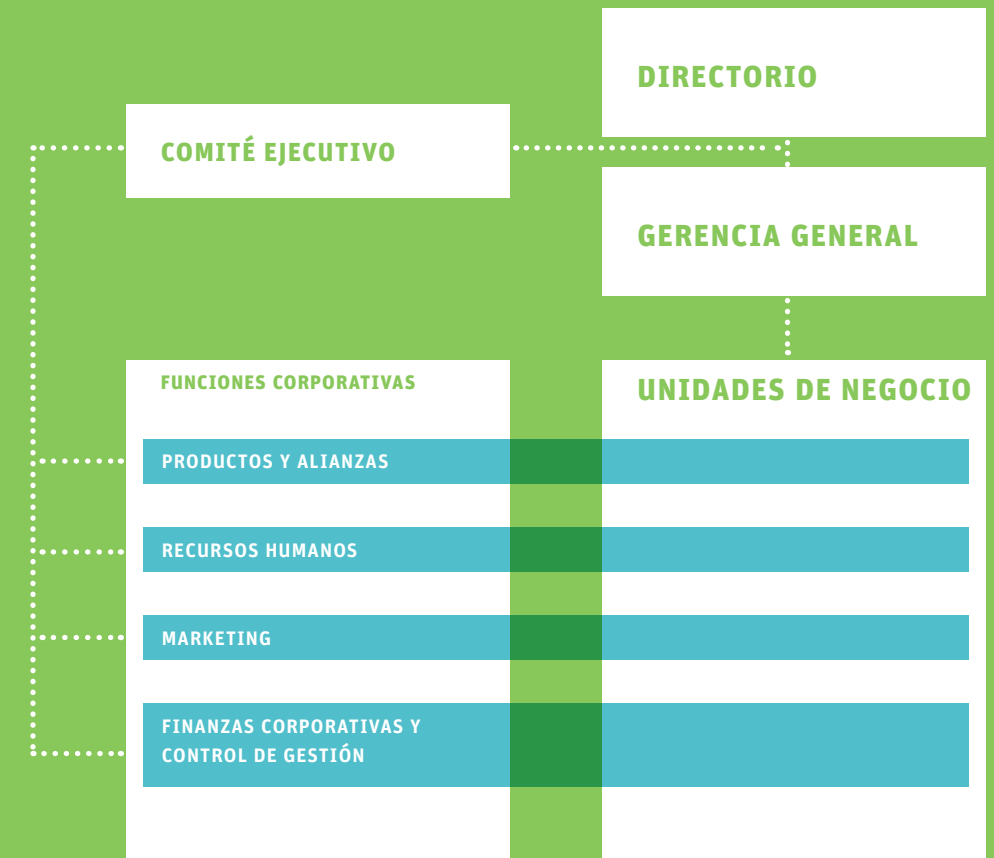 DIRECTORIO
COMITÉ EJECUTIVO
GERENCIA GENERAL
FUNCIONES CORPORATIVAS
UNIDADES DE NEGOCIO
PRODUCTOS Y ALIANZAS
RECURSOS HUMANOS
MARKETING
FINANZAS CORPORATIVAS Y
CONTROL DE GESTIÓN